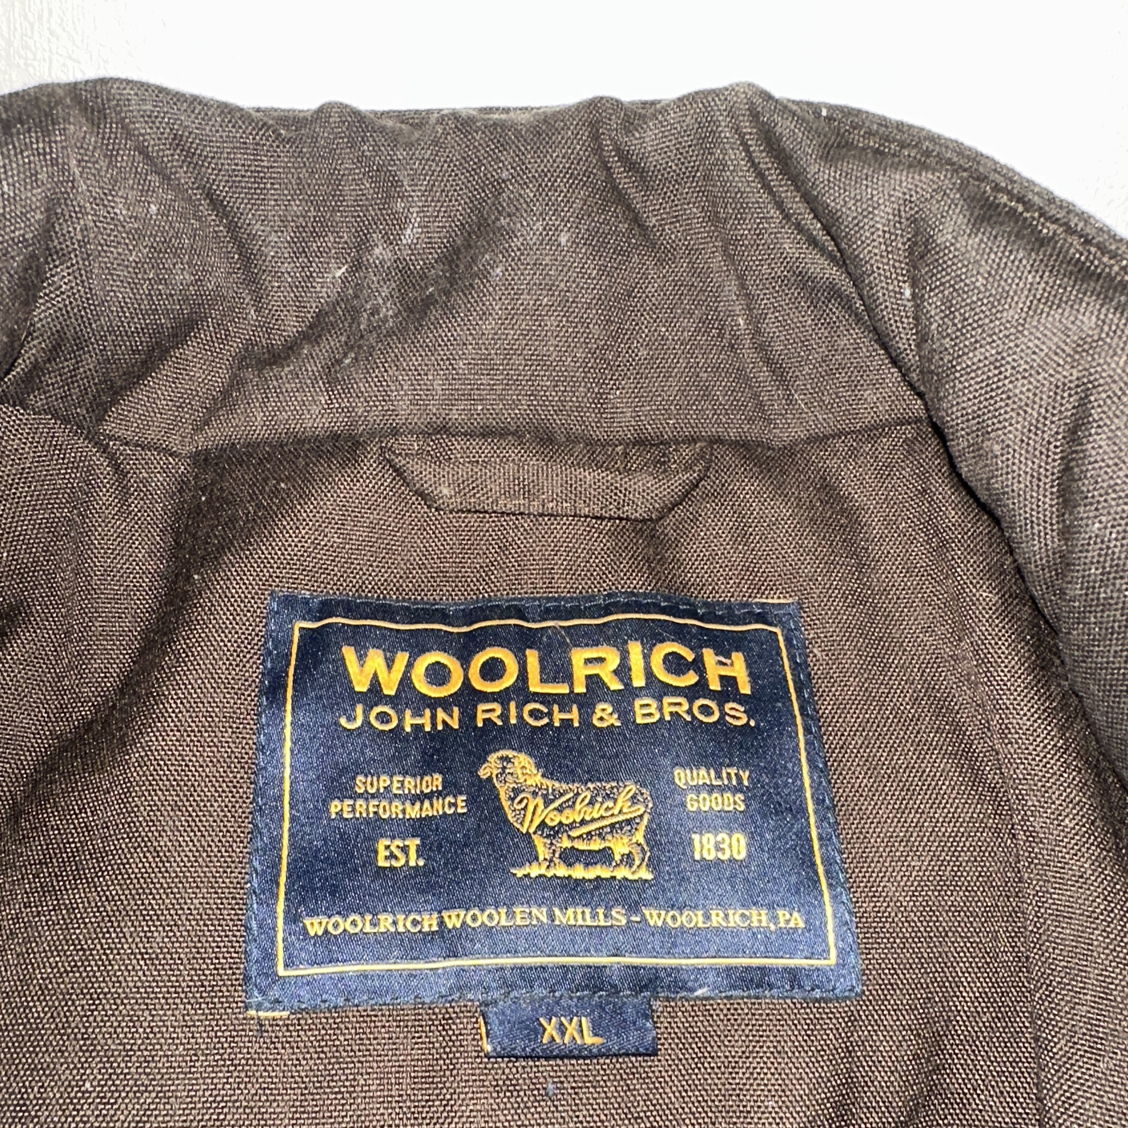 WOOLRICH
JOHN RICH & BROS.
SUPERIOR
PERFORMANCE
EST.
Woolrich
QUALITY
GOODS
1830
WOOLRICH WOOLEN MILLS - WOOLRICH, PA
XXL